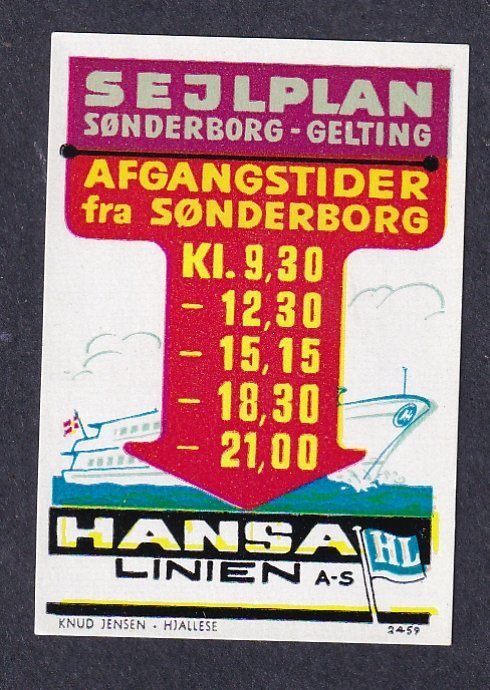 SEJLPLAN
SØNDERBORG - GELTING
AFGANGSTIDER
fra SØNDERBORG
Kl. 9,30
- 12,30
- 15,15
- 18,30
- 21,00
HANSA
LINIEN A-S
HL
KNUD JENSEN · HJALLESE
2459